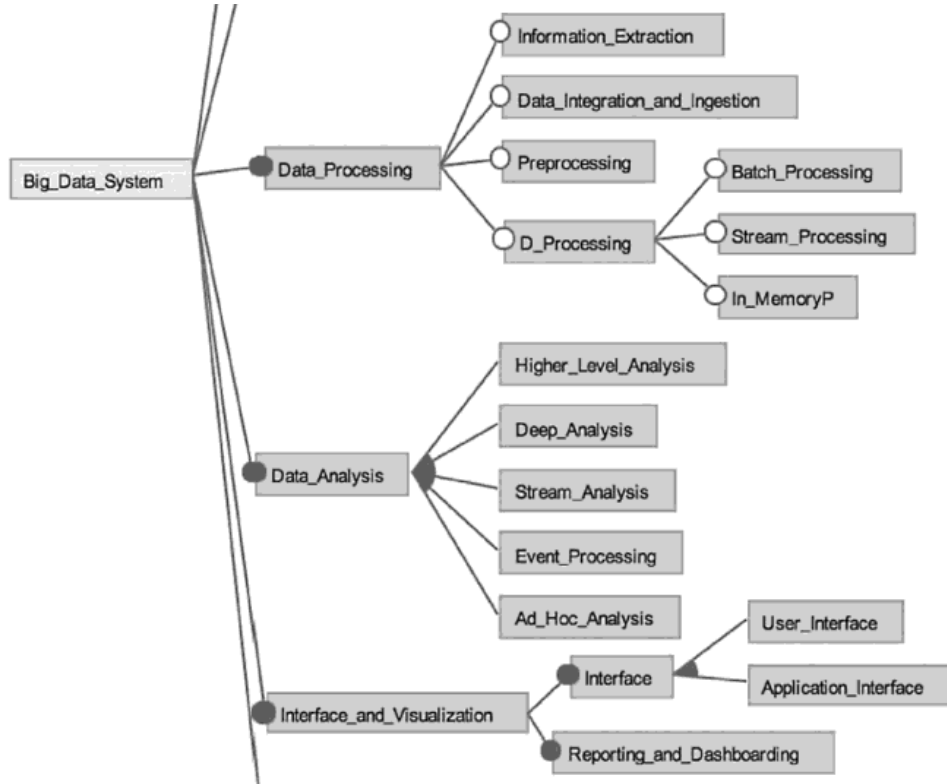 Information_Extraction
Data_Integration_and_Ingestion
Data_Processing
Preprocessing
Big_Data_System
Batch_Processing
D_Processing
Stream_Processing
In_MemoryP
Higher_Level_Analysis
Deep_Analysis
Data_Analysis
Stream_Analysis
Event_Processing
Ad_Hoc_Analysis
User_Interface
Interface
Application_Interface
Interface_and_Visualization
Reporting_and_Dashboarding